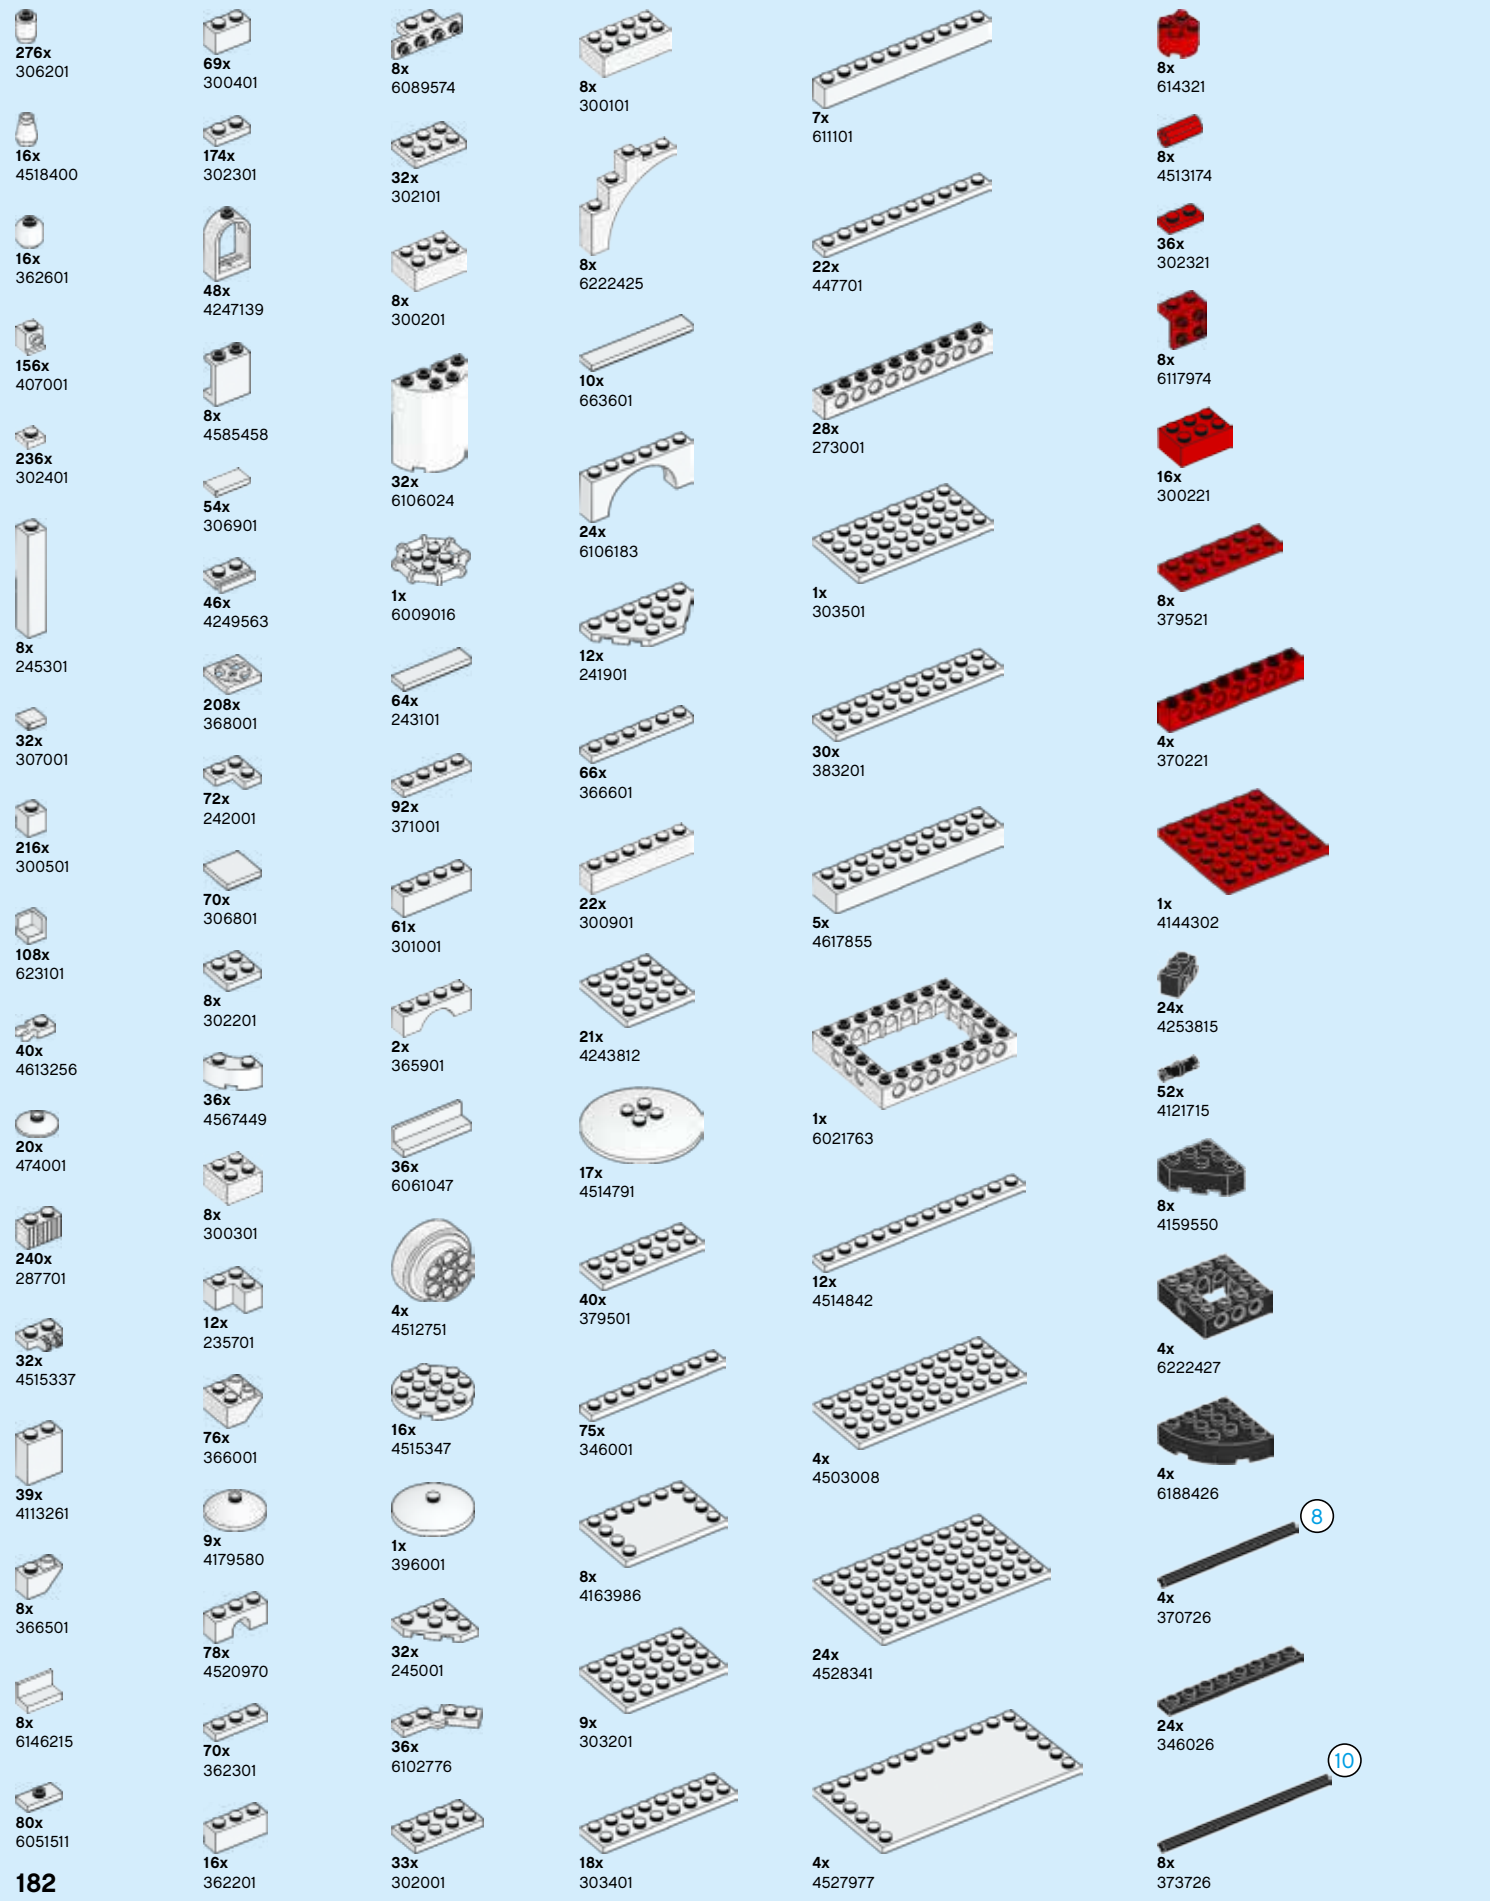 276x
306201
16x
4518400
16x
362601
156x
407001
236x
302401
8x
245301
32x
307001
216x
300501
108x
623101
40x
4613256
20x
474001
240x
287701
32x
4515337
39x
4113261
8x
366501
8x
6146215
80x
6051511
182
69x
300401
174x
302301
48x
4247139
8x
4585458
54x
306901
46x
4249563
208x
368001
72x
242001
70x
306801
8x
302201
36x
4567449
8x
300301
12x
235701
76x
366001
9x
4179580
78x
4520970
70x
362301
16x
362201
8x
6089574
32x
302101
8x
300201
32x
6106024
1x
6009016
64x
243101
92x
371001
61x
301001
2x
365901
36x
6061047
4x
4512751
16x
4515347
1x
396001
32x
245001
36x
6102776
33x
302001
8x
300101
8x
6222425
10x
663601
24x
6106183
12x
241901
66x
366601
22x
300901
21x
4243812
17x
4514791
40x
379501
75x
346001
8x
4163986
9x
303201
18x
303401
7x
611101
22x
447701
28x
273001
1x
303501
30x
383201
5x
4617855
1x
6021763
12x
4514842
4x
4503008
24x
4528341
4x
4527977
8x
614321
8x
4513174
36x
302321
8x
6117974
16x
300221
8x
379521
4x
370221
1x
4144302
24x
4253815
52x
4121715
8x
4159550
4x
6222427
4x
6188426
8
4x
370726
24x
346026
10
8x
373726